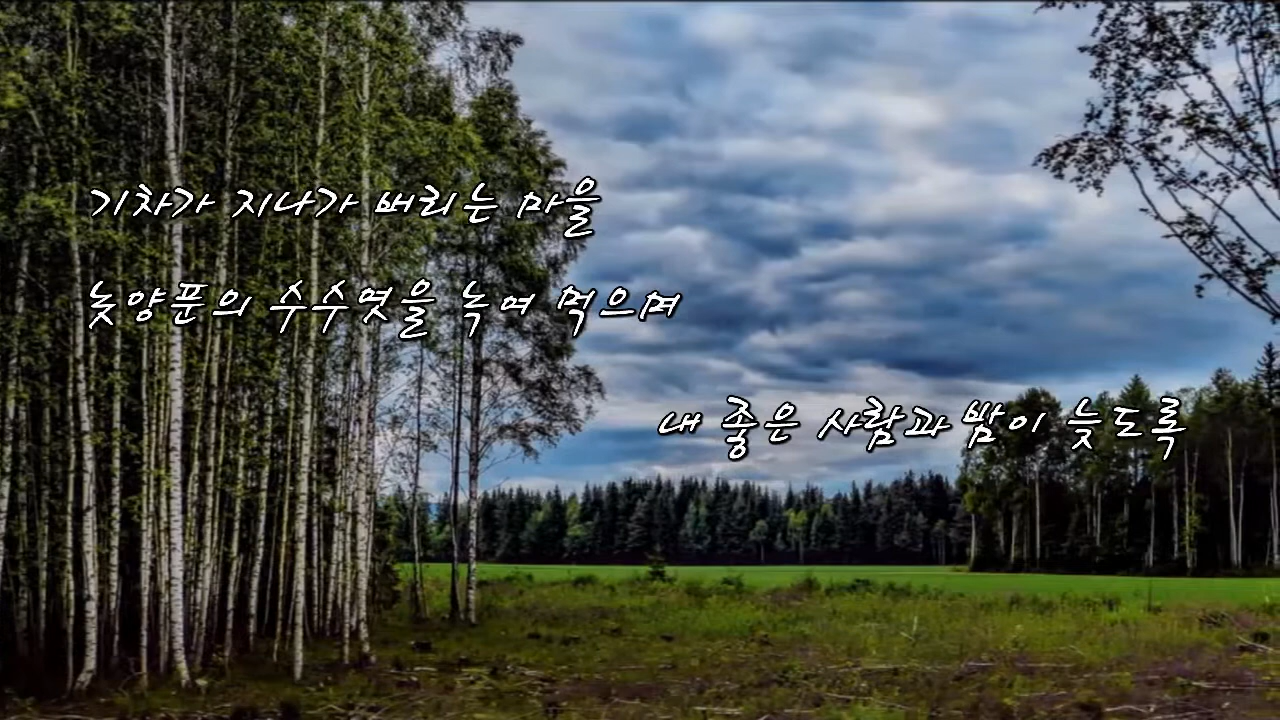 기차가 지나가 버리는 마을
놋양푼의 수수엿을 녹여 먹으며
내 좋은 사람과 밤이 늦도록